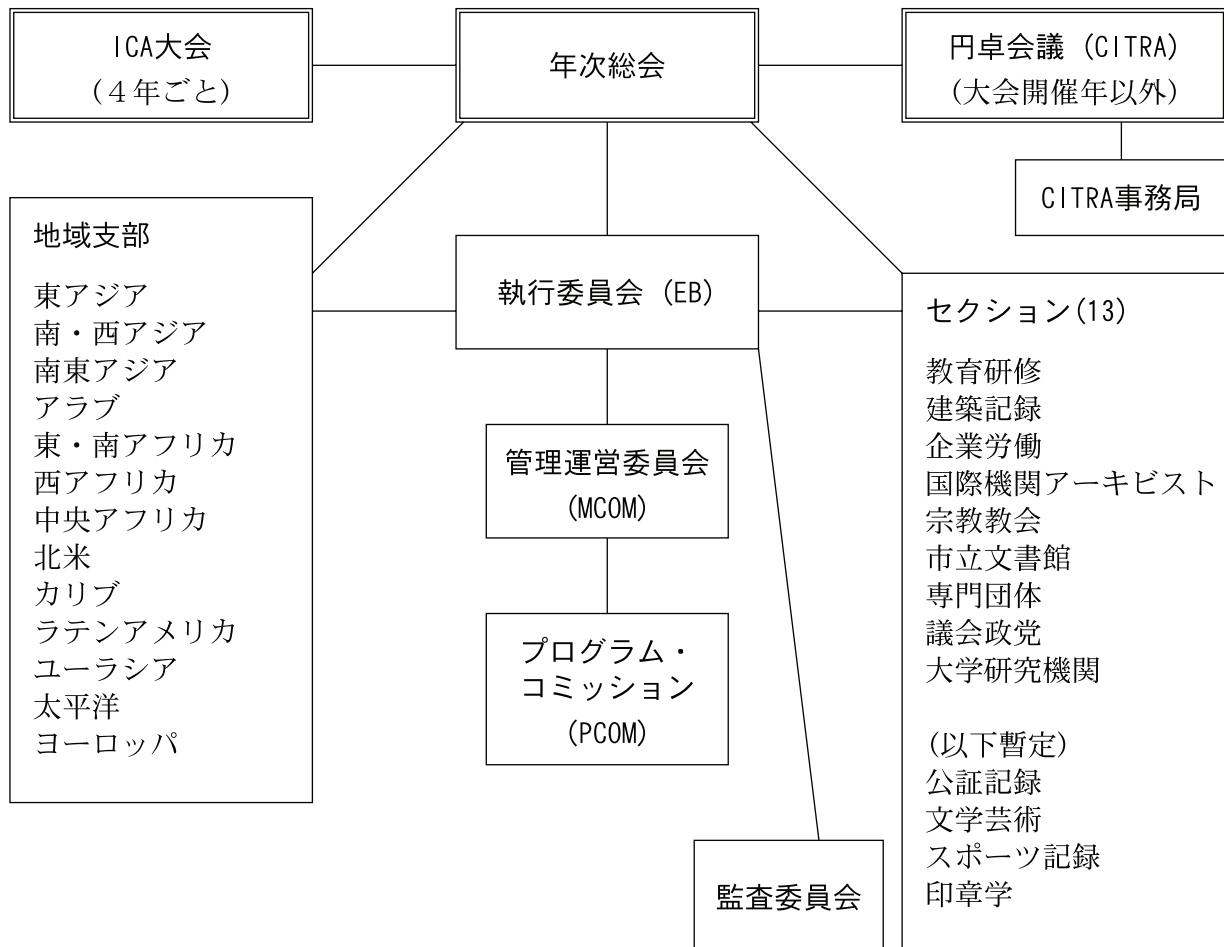 ICA大会
(４年ごと)
年次総会
円卓会議 (CITRA)
(大会開催年以外)
CITRA事務局
地域支部
東アジア
南・西アジア
南東アジア
アラブ
東・南アフリカ
西アフリカ
中央アフリカ
北米
カリブ
ラテンアメリカ
ユーラシア
太平洋
ヨーロッパ
執行委員会 (EB)
管理運営委員会
(MCOM)
プログラム・
コミッション
(PCOM)
監査委員会
セクション(13)
教育研修
建築記録
企業労働
国際機関アーキビスト
宗教教会
市立文書館
専門団体
議会政党
大学研究機関
(以下暫定)
公証記録
文学芸術
スポーツ記録
印章学